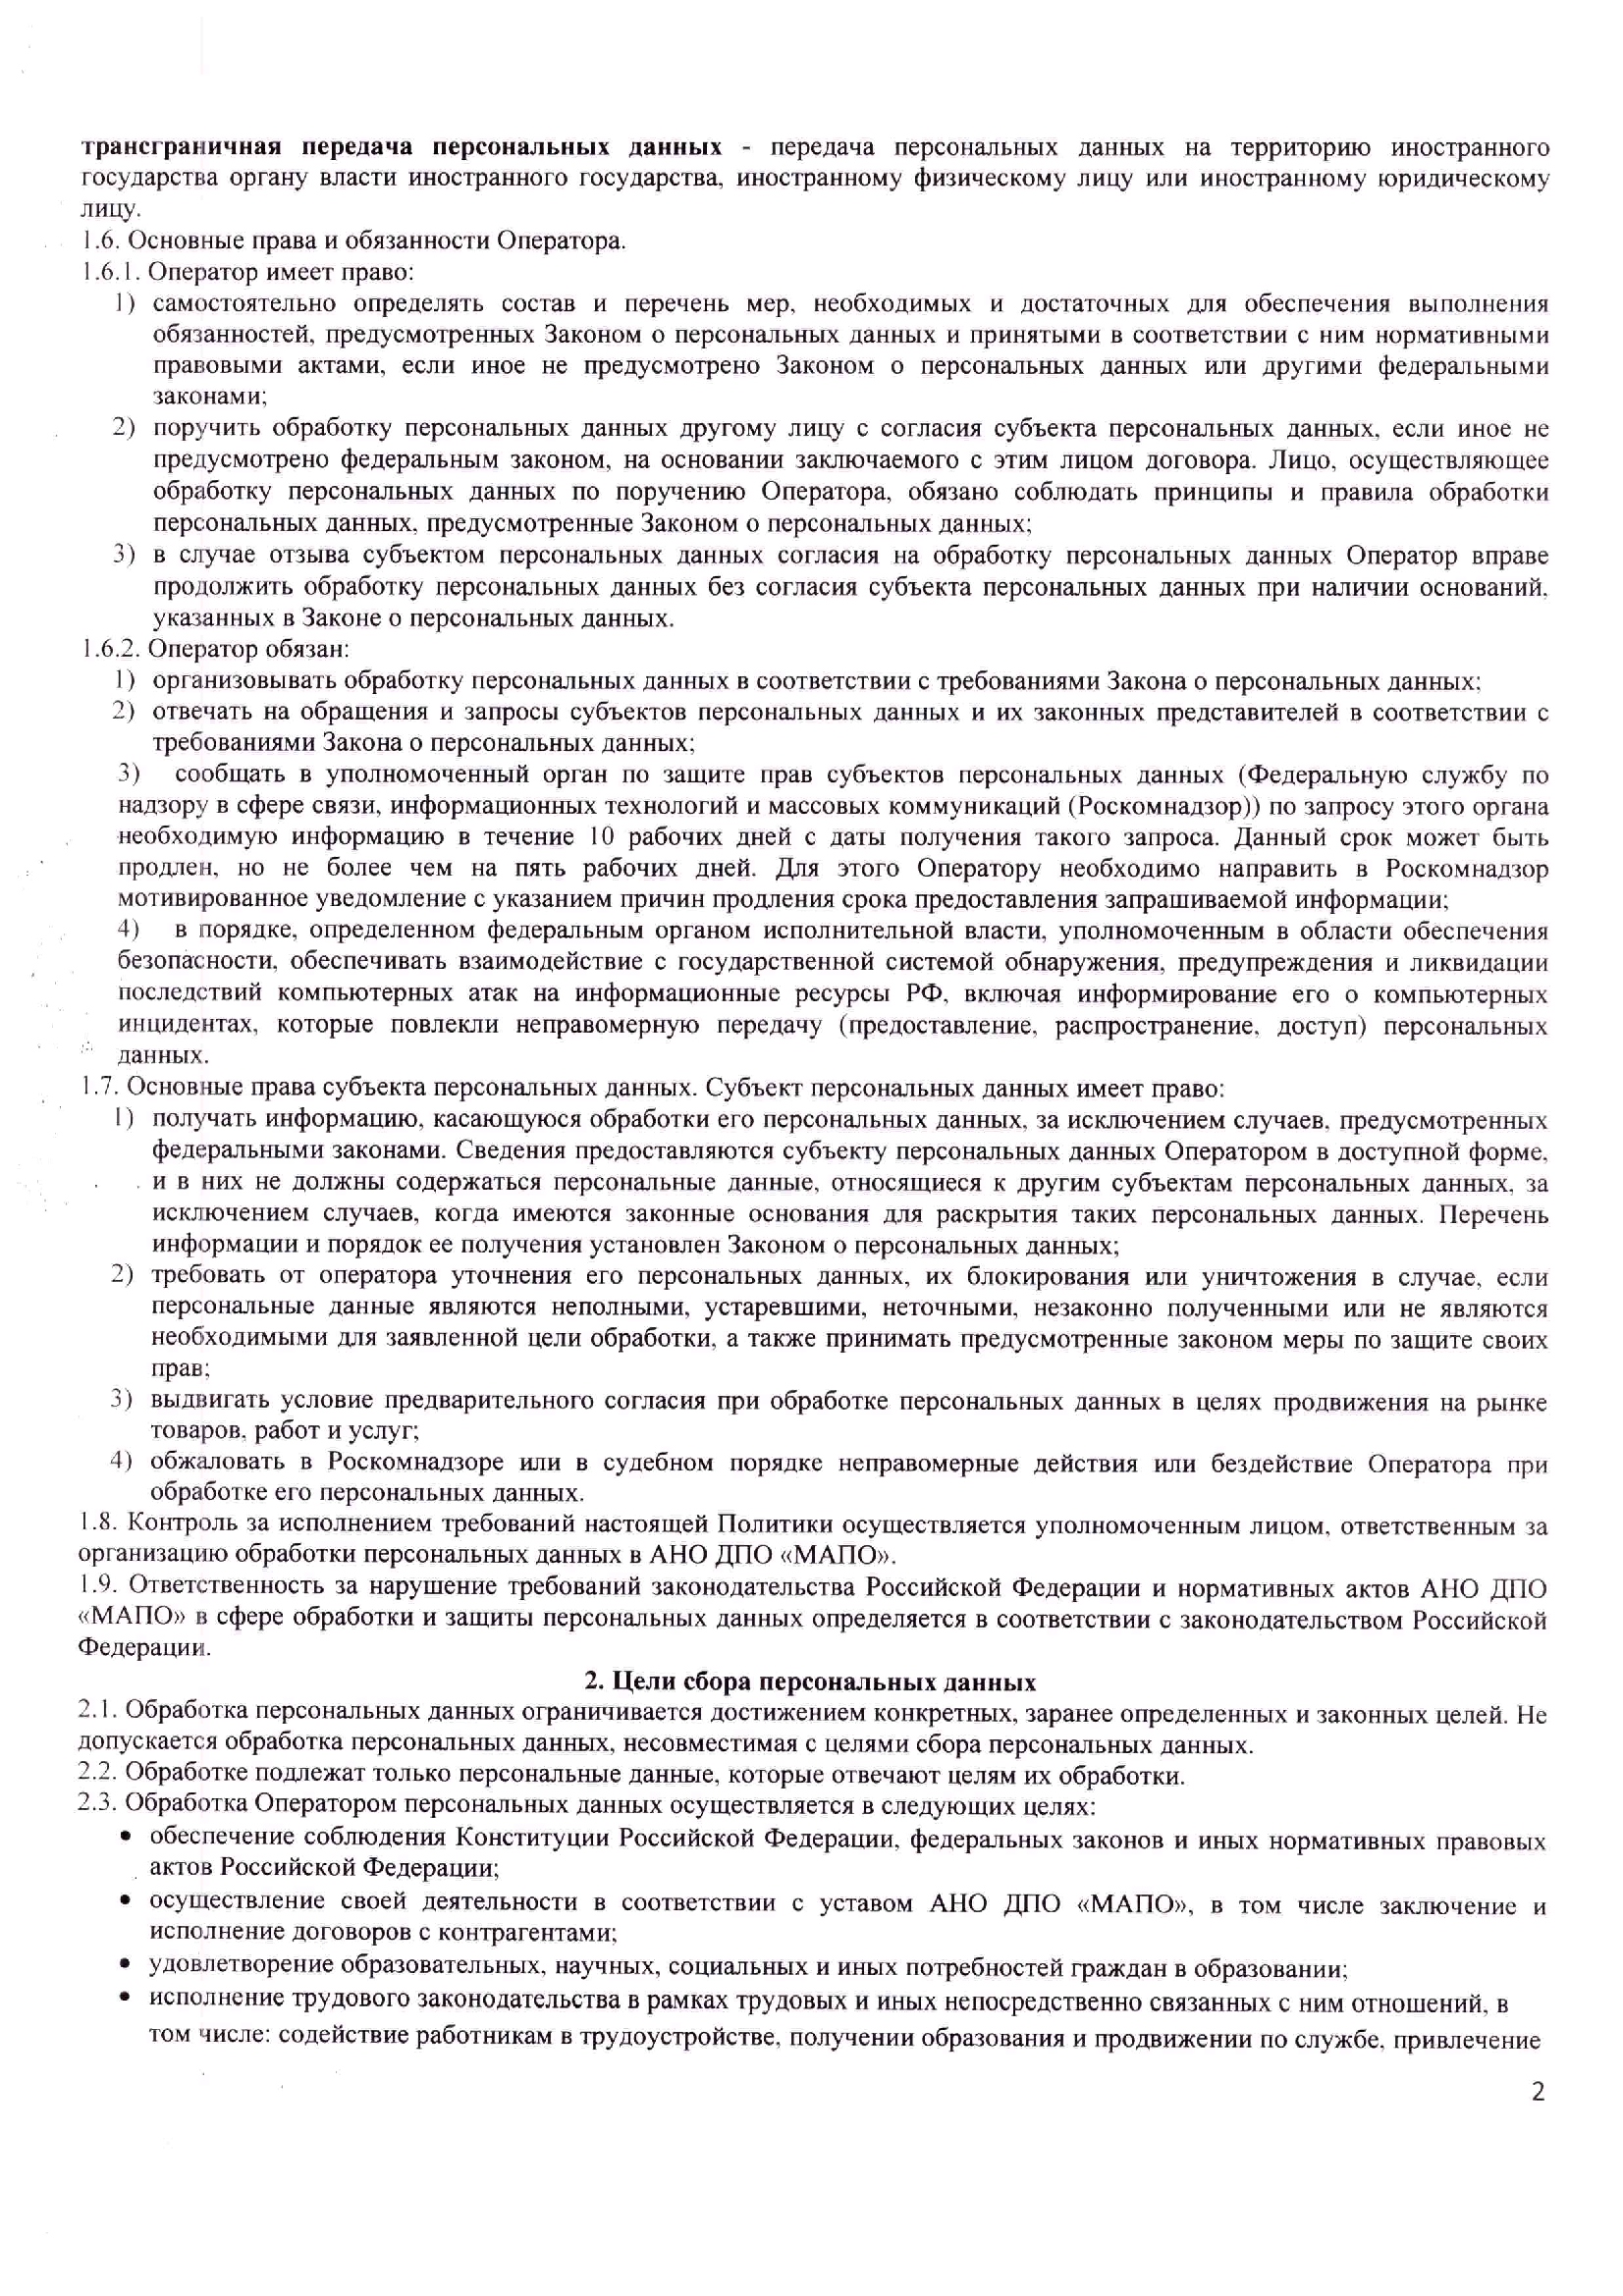 трансграничная передача персональных данных - передача персональных данных на территорию иностранного
государства органу власти иностранного государства, иностранному физическому лицу или иностранному юридическому
лицу.
1.6. Основные права и обязанности Оператора.
1.6.1. Оператор имеет право:
1) самостоятельно определять состав и перечень мер, необходимых и достаточных для обеспечения выполнения
обязанностей, предусмотренных Законом о персональных данных и принятыми в соответствии с ним нормативными
правовыми актами, если иное не предусмотрено Законом о персональных данных или другими федеральными
законами;
2) поручить обработку персональных данных другому лицу с согласия субъекта персональных данных, если иное не
предусмотрено федеральным законом, на основании заключаемого с этим лицом договора. Лицо, осуществляющее
обработку персональных данных по поручению Оператора, обязано соблюдать принципы и правила обработки
персональных данных, предусмотренные Законом о персональных данных;
3) в случае отзыва субъектом персональных данных согласия на обработку персональных данных Оператор вправе
продолжить обработку персональных данных без согласия субъекта персональных данных при наличии оснований,
указанных в Законе о персональных данных.
1.6.2. Оператор обязан:
1) организовывать обработку персональных данных в соответствии с требованиями Закона о персональных данных;
2) отвечать на обращения и запросы субъектов персональных данных и их законных представителей в соответствии с
требованиями Закона о персональных данных;
3) сообщать в уполномоченный орган по защите прав субъектов персональных данных (Федеральную службу по
надзору в сфере связи, информационных технологий и массовых коммуникаций (Роскомнадзор)) по запросу этого органа
необходимую информацию в течение 10 рабочих дней с даты получения такого запроса. Данный срок может быть
продлен, но не более чем на пять рабочих дней. Для этого Оператору необходимо направить в Роскомнадзор
мотивированное уведомление с указанием причин продления срока предоставления запрашиваемой информации;
4) в порядке, определенном федеральным органом исполнительной власти, уполномоченным в области обеспечения
безопасности, обеспечивать взаимодействие с государственной системой обнаружения, предупреждения и ликвидации
последствий компьютерных атак на информационные ресурсы РФ, включая информирование его о компьютерных
инцидентах, которые повлекли неправомерную передачу (предоставление, распространение, доступ) персональных
данных.
1.7. Основные права субъекта персональных данных. Субъект персональных данных имеет право:
1) получать информацию, касающуюся обработки его персональных данных, за исключением случаев, предусмотренных
федеральными законами. Сведения предоставляются субъекту персональных данных Оператором в доступной форме,
и в них не должны содержаться персональные данные, относящиеся к другим субъектам персональных данных, за
исключением случаев, когда имеются законные основания для раскрытия таких персональных данных. Перечень
информации и порядок ее получения установлен Законом о персональных данных;
2) требовать от оператора уточнения его персональных данных, их блокирования или уничтожения в случае, если
персональные данные являются неполными, устаревшими, неточными, незаконно полученными или не являются
необходимыми для заявленной цели обработки, а также принимать предусмотренные законом меры по защите своих
прав;
3) выдвигать условие предварительного согласия при обработке персональных данных в целях продвижения на рынке
товаров, работ и услуг;
4) обжаловать в Роскомнадзоре или в судебном порядке неправомерные действия или бездействие Оператора при
обработке его персональных данных.
1.8. Контроль за исполнением требований настоящей Политики осуществляется уполномоченным лицом, ответственным за
организацию обработки персональных данных в АНО ДПО «МАПО».
1.9. Ответственность за нарушение требований законодательства Российской Федерации и нормативных актов АНО ДПО
«МАПО» в сфере обработки и защиты персональных данных определяется в соответствии с законодательством Российской
Федерации.
2. Цели сбора персональных данных
2.1. Обработка персональных данных ограничивается достижением конкретных, заранее определенных и законных целей. Не
допускается обработка персональных данных, несовместимая с целями сбора персональных данных.
2.2. Обработке подлежат только персональные данные, которые отвечают целям их обработки.
2.3. Обработка Оператором персональных данных осуществляется в следующих целях:
• обеспечение соблюдения Конституции Российской Федерации, федеральных законов и иных нормативных правовых
актов Российской Федерации;
• осуществление своей деятельности в соответствии с уставом АНО ДПО «МАПО», в том числе заключение и
исполнение договоров с контрагентами;
• удовлетворение образовательных, научных, социальных и иных потребностей граждан в образовании;
• исполнение трудового законодательства в рамках трудовых и иных непосредственно связанных с ним отношений, в
том числе: содействие работникам в трудоустройстве, получении образования и продвижении по службе, привлечение
2